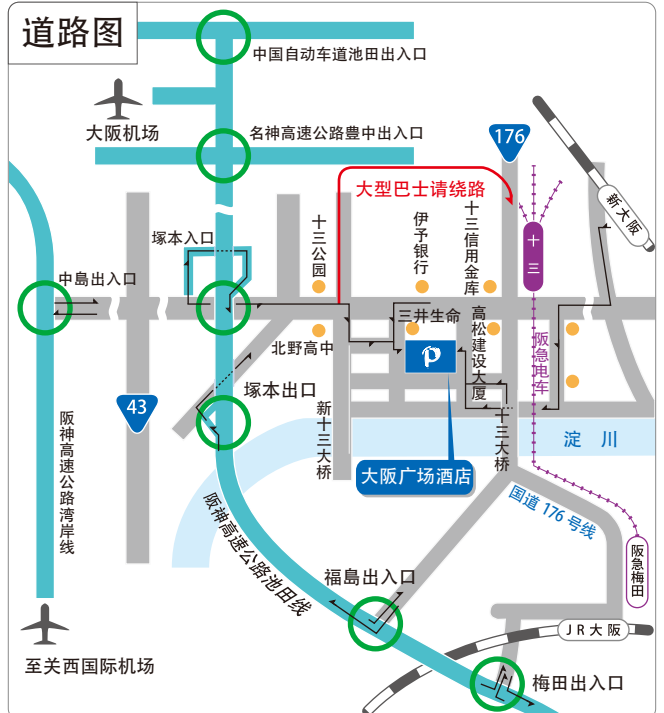 道路图
中国自动车道池田出入口
大阪机场
名神高速公路豊中出入口
176
大型巴士请绕路
新大阪
塚本入口
十三公园
伊予银行
十三信用金库
十三
中島出入口
三井生命
北野高中
高松建设大厦
阪急电车
P
塚本出口
43
新十三大桥
十三大桥
淀川
大阪广场酒店
阪神高速公路湾岸线
阪神高速公路池田线
国道176号线
阪急梅田
福島出入口
JR大阪
至关西国际机场
梅田出入口